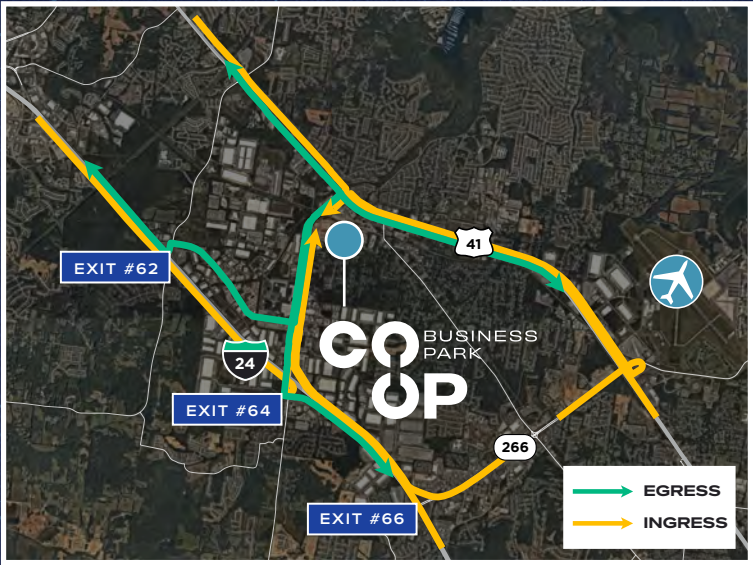 41
EXIT #62
CO
BUSINESS
PARK
OP
24
EXIT #64
266
EXIT #66
EGRESS
INGRESS